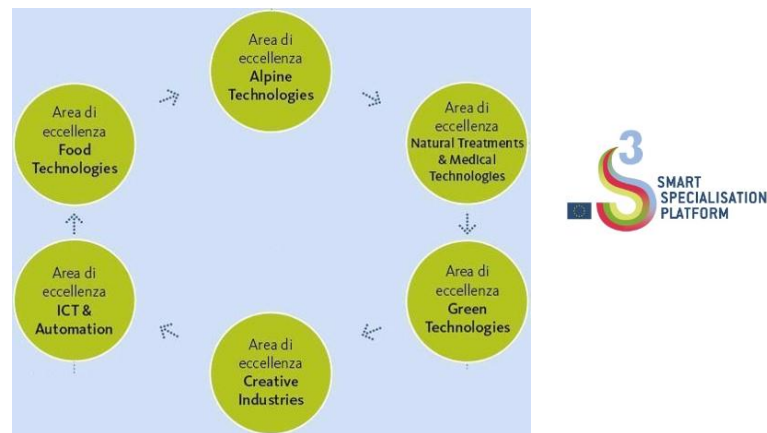 Area di
eccellenza
Alpine
Technologies
Area di
eccellenza
Natural Treatments
& Medical
Technologies
Area di
eccellenza
Green
Technologies
Area di
eccellenza
Creative
Industries
Area di
eccellenza
ICT &
Automation
Area di
eccellenza
Food
Technologies
S3
SMART
SPECIALISATION
PLATFORM